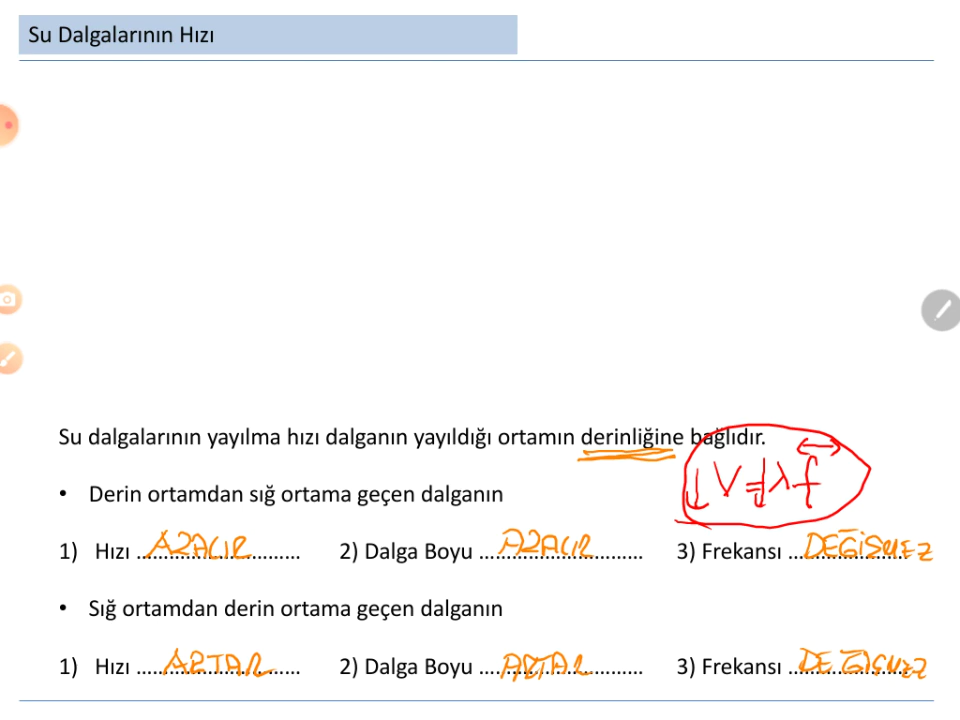 Su Dalgalarının Hızı
Su dalgalarının yayılma hızı dalganın yayıldığı ortamın derinliğine bağlıdır.
• Derin ortamdan sığ ortama geçen dalganın
1) Hızı ....AZALIR.... 2) Dalga Boyu ....AZALIR.... 3) Frekansı ....DEĞİŞMEZ
• Sığ ortamdan derin ortama geçen dalganın
1) Hızı ....ARTAR.... 2) Dalga Boyu ....ARTAR.... 3) Frekansı ....DEĞİŞMEZ